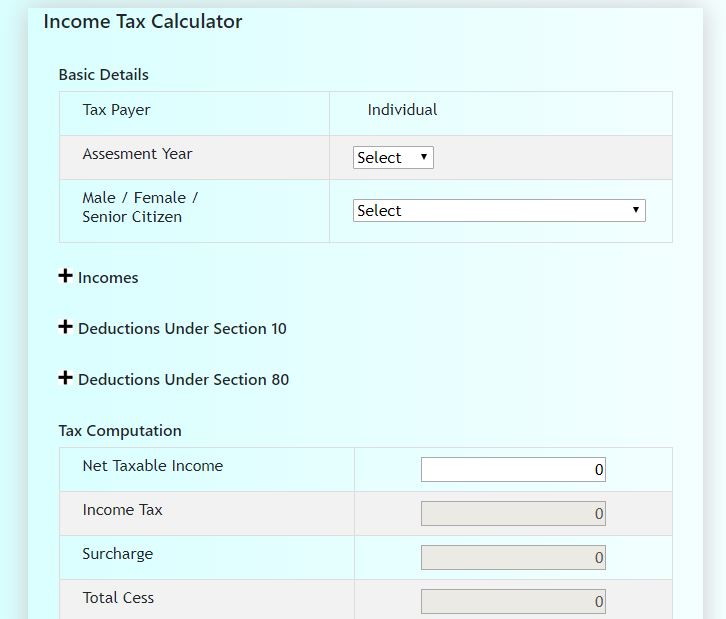 Income Tax Calculator
Basic Details
Tax Payer Individual
Assesment Year Select
Male / Female /
Senior Citizen Select
Incomes
Deductions Under Section 10
Deductions Under Section 80
Tax Computation
Net Taxable Income 0
Income Tax 0
Surcharge 0
Total Cess 0